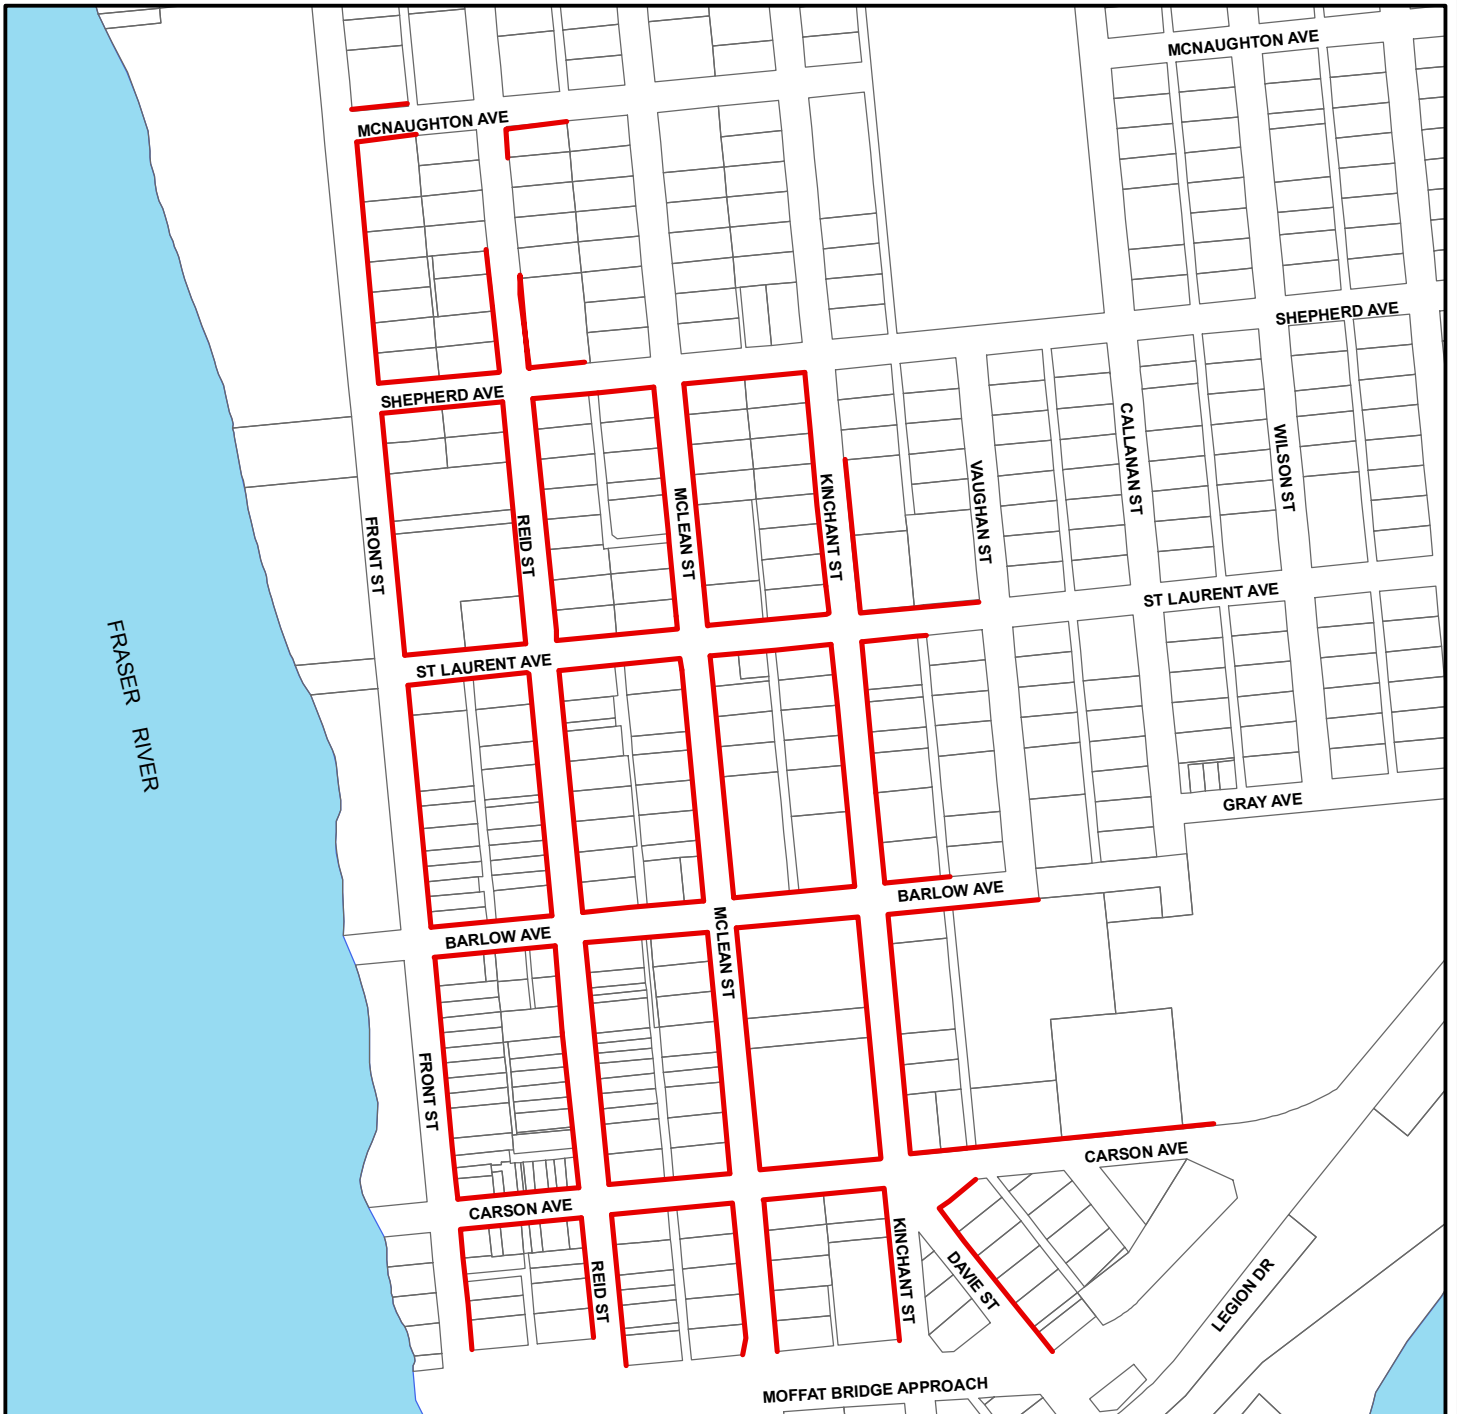 MCNAUGHTON AVE
MCNAUGHTON AVE
SHEPHERD AVE
SHEPHERD AVE
CALLANAN ST
WILSON ST
VAUGHAN ST
KINCHANT ST
MCLEAN ST
REID ST
FRONT ST
ST LAURENT AVE
ST LAURENT AVE
FRASER RIVER
GRAY AVE
BARLOW AVE
BARLOW AVE
MCLEAN ST
FRONT ST
CARSON AVE
CARSON AVE
REID ST
KINCHANT ST
DAVIE ST
LEGION DR
MOFFAT BRIDGE APPROACH